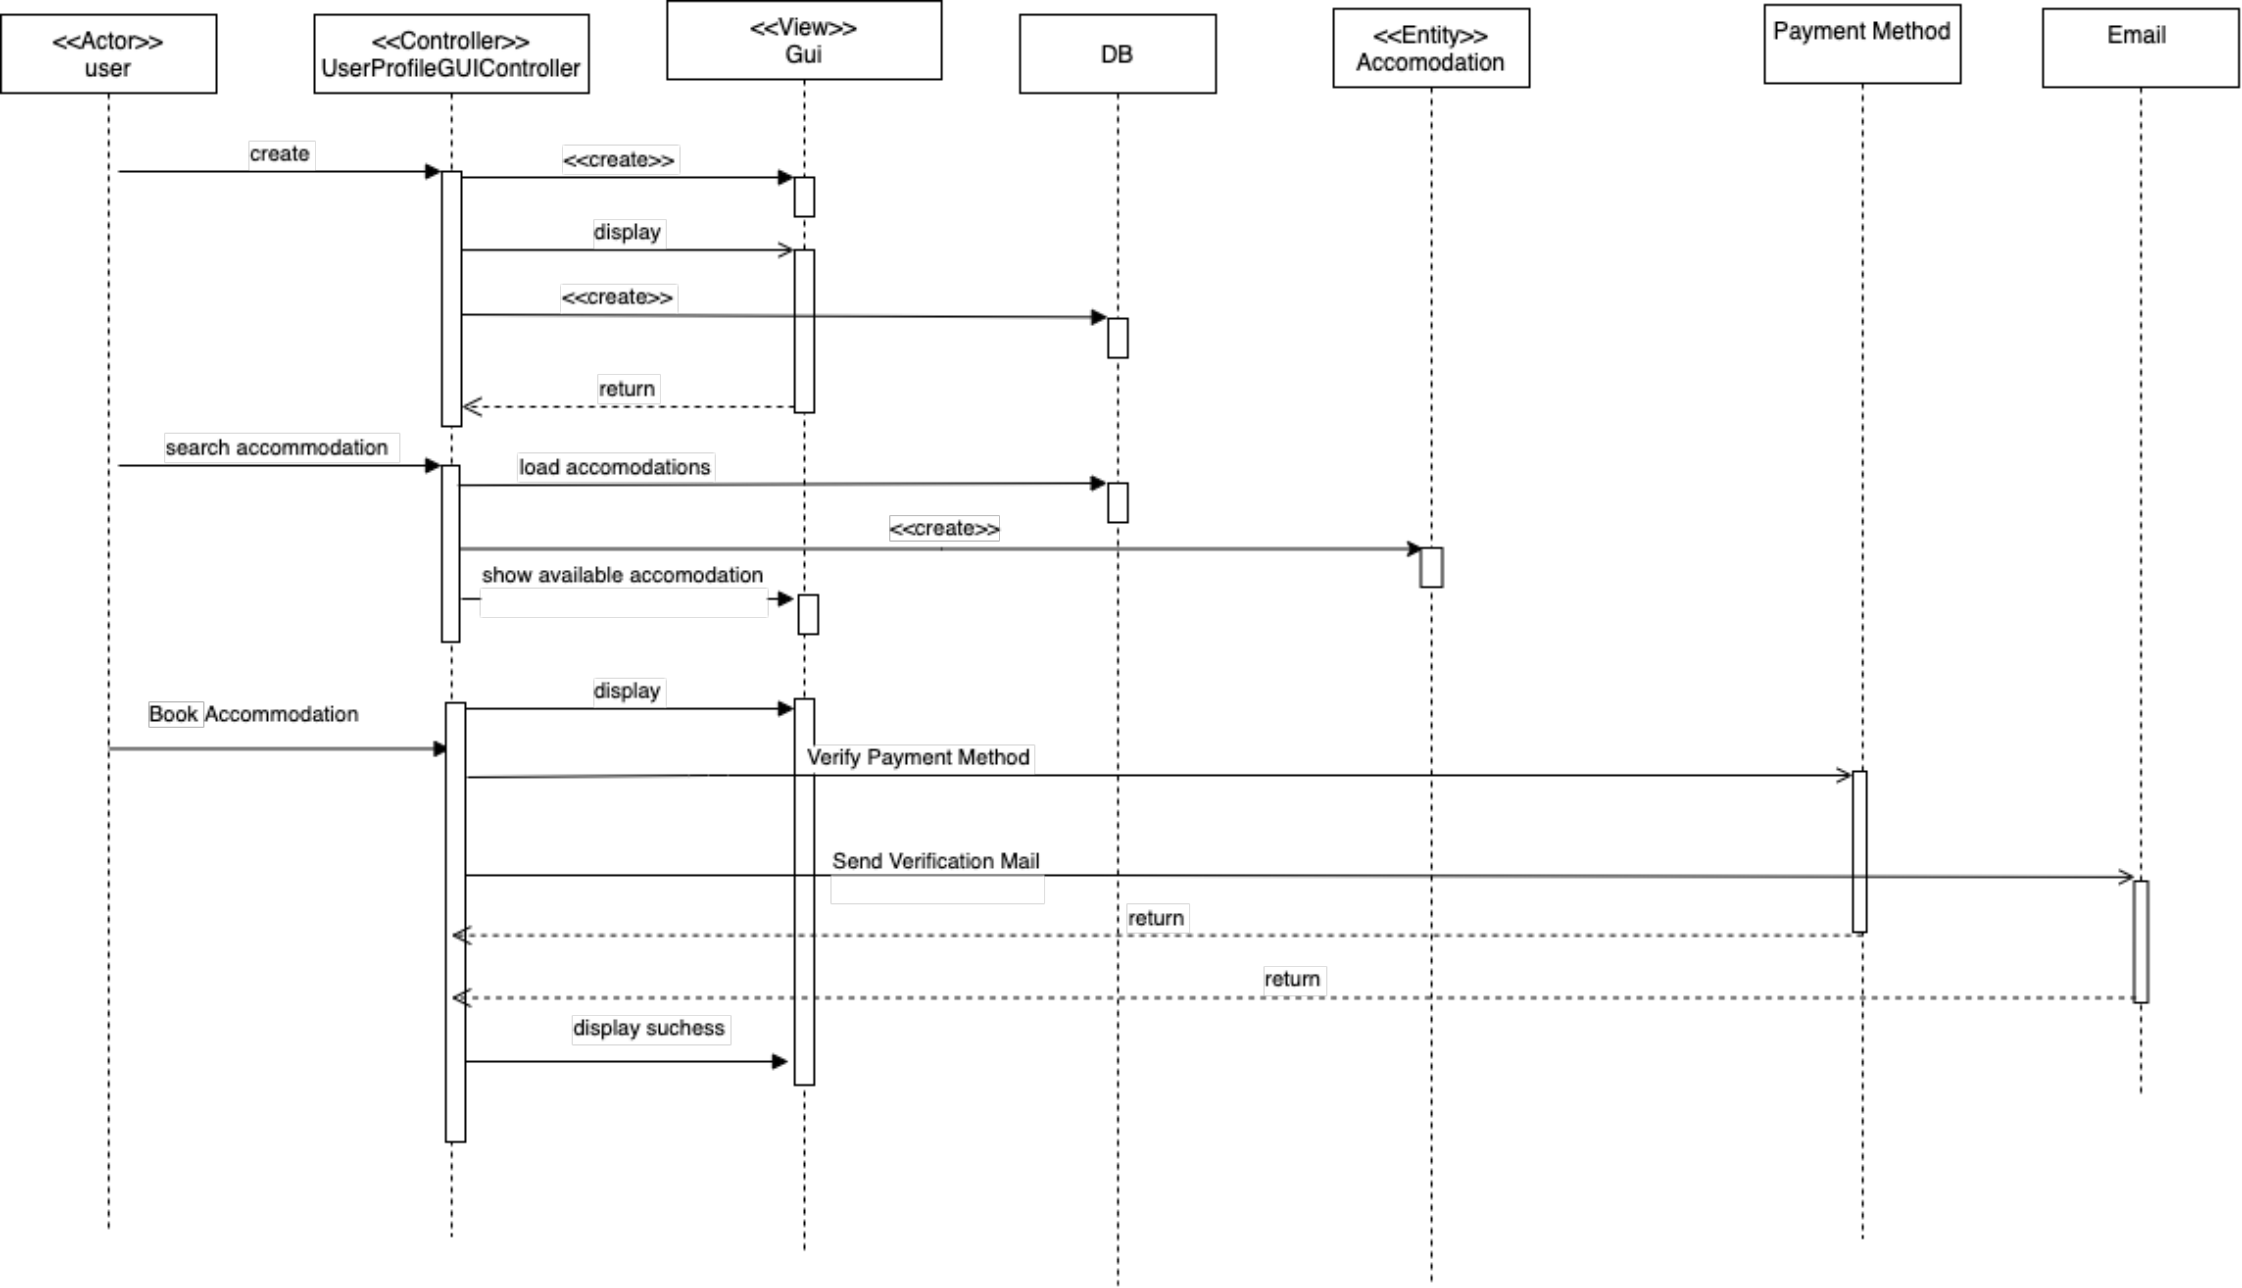 <<Actor>>
user
<<Controller>>
UserProfileGUIController
<<View>>
Gui
DB
<<Entity>>
Accomodation
Payment Method
Email
create
<<create>>
display
<<create>>
return
search accommodation
load accomodations
<<create>>
show available accomodation
display
Book Accommodation
Verify Payment Method
Send Verification Mail
return
return
display suchess